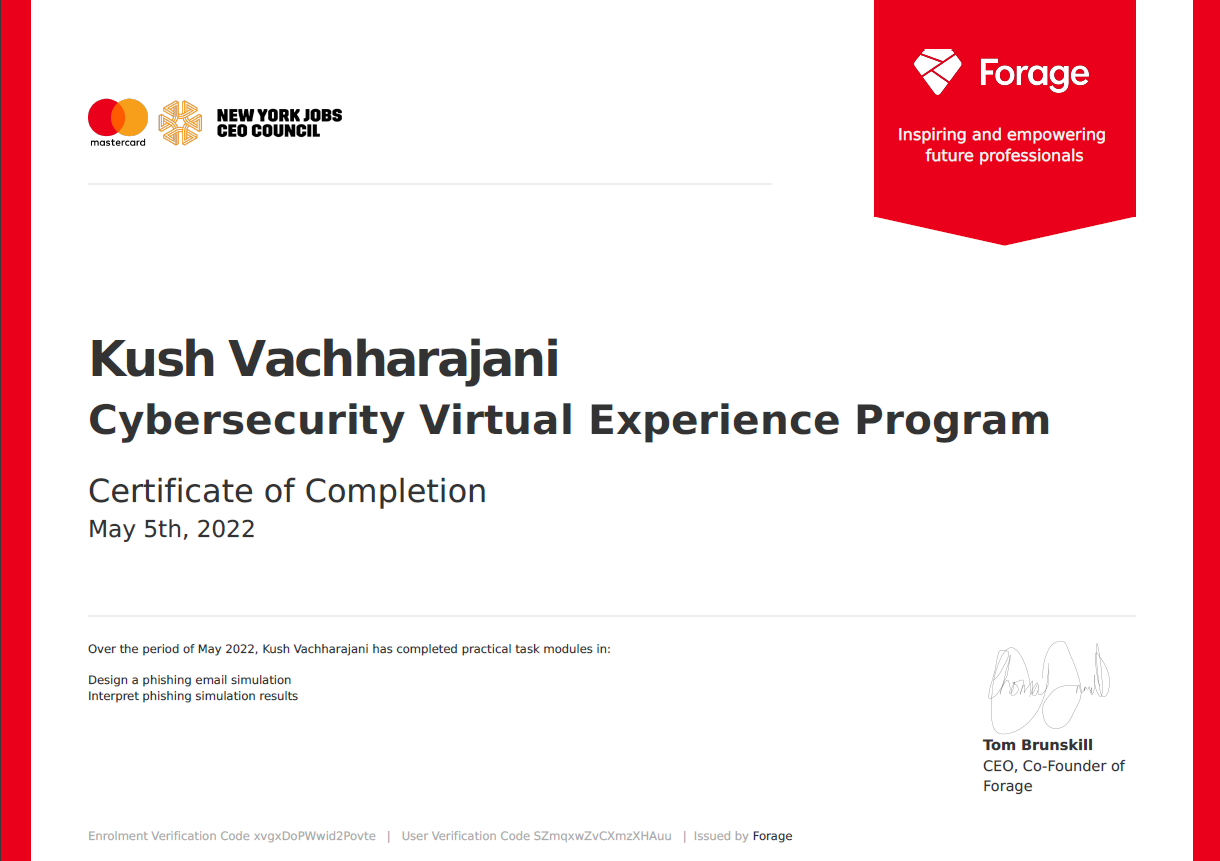 mastercard
NEW YORK JOBS
CEO COUNCIL
Forage
Inspiring and empowering
future professionals
Kush Vachharajani
Cybersecurity Virtual Experience Program
Certificate of Completion
May 5th, 2022
Over the period of May 2022, Kush Vachharajani has completed practical task modules in:
Design a phishing email simulation
Interpret phishing simulation results
Tom Brunskill
CEO, Co-Founder of
Forage
Enrolment Verification Code xvgxDoPWwid2Povte | User Verification Code SZmqxwZvCXmzXHAuu | Issued by Forage